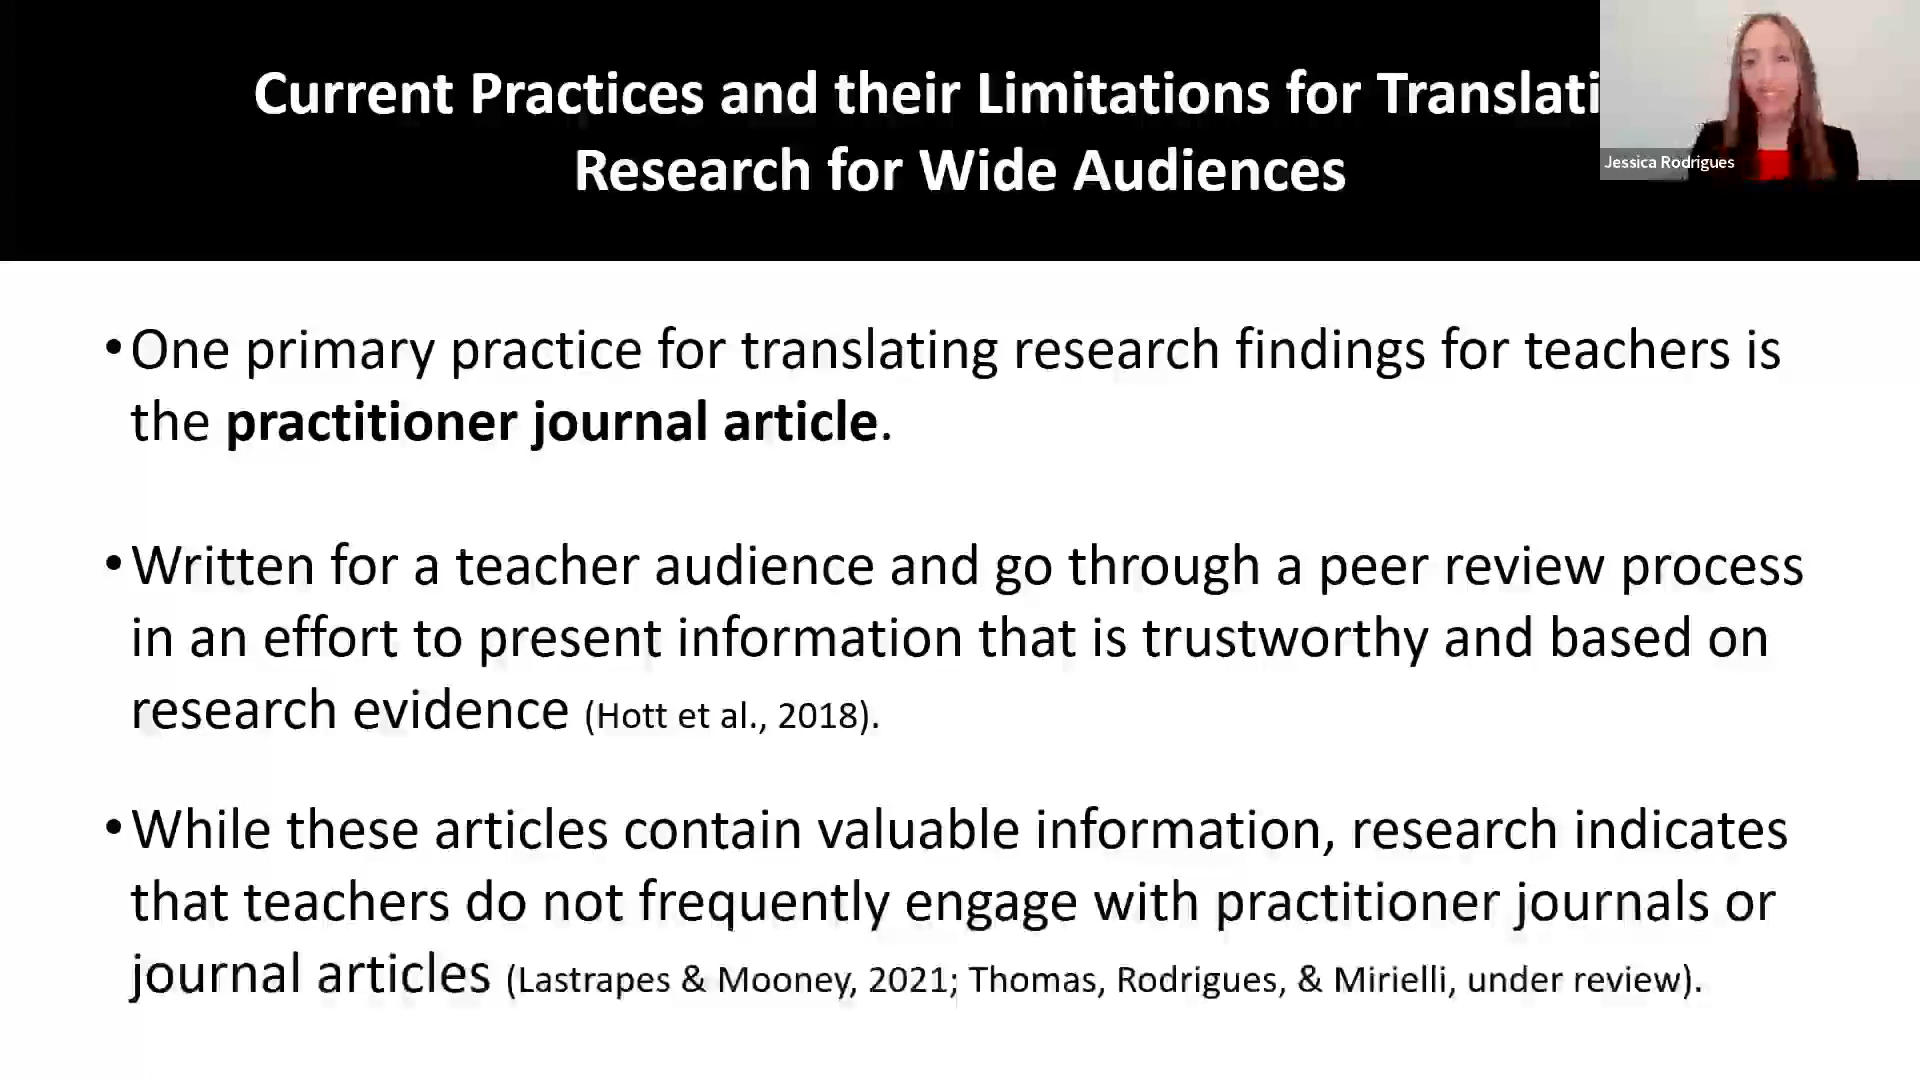 Current Practices and their Limitations for Translati
Research for Wide Audiences
Jessica Rodrigues
•One primary practice for translating research findings for teachers is
the practitioner journal article.
•Written for a teacher audience and go through a peer review process
in an effort to present information that is trustworthy and based on
research evidence (Hott et al., 2018).
•While these articles contain valuable information, research indicates
that teachers do not frequently engage with practitioner journals or
journal articles (Lastrapes & Mooney, 2021; Thomas, Rodrigues, & Mirielli, under review).